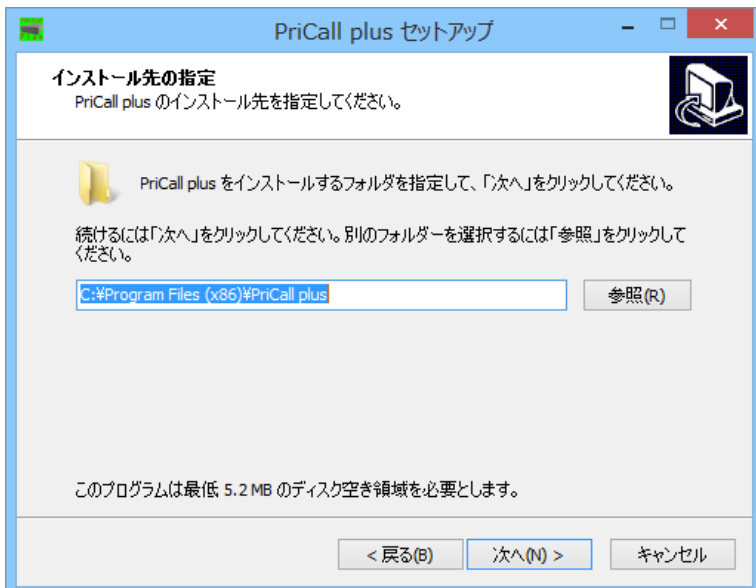 PriCall plus セットアップ
インストール先の指定
PriCall plus のインストール先を指定してください。
PriCall plus をインストールするフォルダを指定して、「次へ」をクリックしてください。
続けるには「次へ」をクリックしてください。別のフォルダーを選択するには「参照」をクリックして
ください。
C:¥Program Files (x86)¥PriCall plus
参照(R)
このプログラムは最低 5.2 MB のディスク空き領域を必要とします。
< 戻る(B)
次へ(N) >
キャンセル